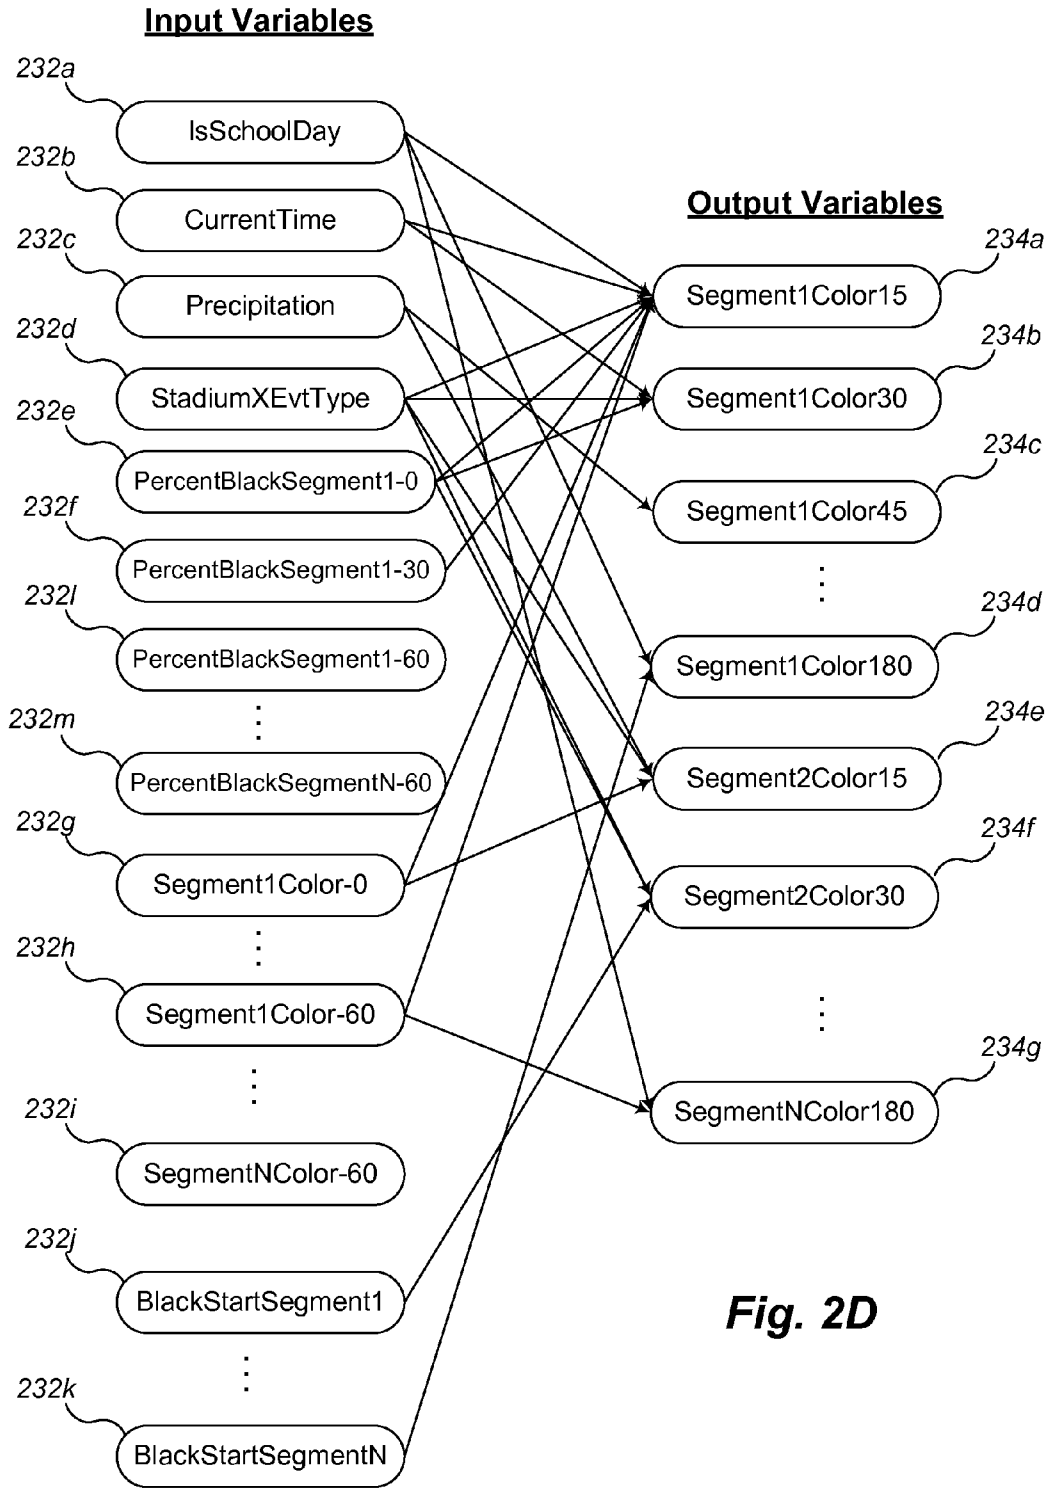 Input Variables
232a
IsSchoolDay
232b
CurrentTime
232c
Precipitation
232d
StadiumXEvtType
232e
PercentBlackSegment1-0
232f
PercentBlackSegment1-30
232l
PercentBlackSegment1-60
232m
PercentBlackSegmentN-60
232g
Segment1Color-0
232h
Segment1Color-60
232i
SegmentNColor-60
232j
BlackStartSegment1
232k
BlackStartSegmentN
Output Variables
234a
Segment1Color15
234b
Segment1Color30
234c
Segment1Color45
234d
Segment1Color180
234e
Segment2Color15
234f
Segment2Color30
234g
SegmentNColor180
Fig. 2D